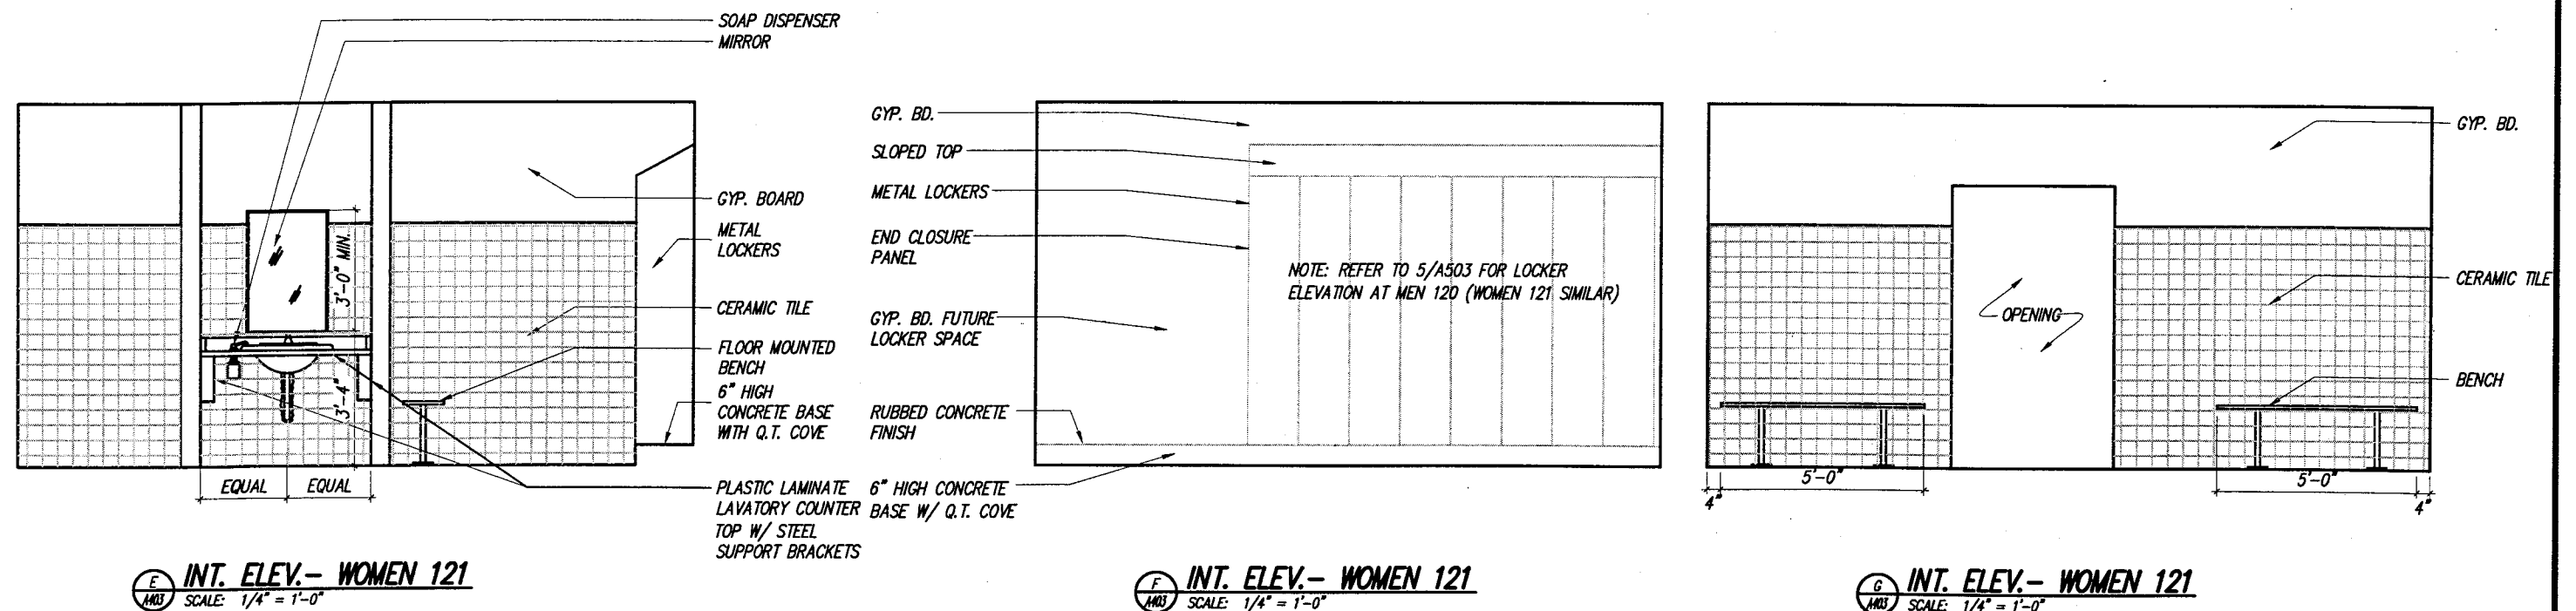 SOAP DISPENSER
MIRROR
GYP. BOARD
METAL
LOCKERS
3'-0" MIN.
CERAMIC TILE
FLOOR MOUNTED
BENCH
6" HIGH
CONCRETE BASE
WITH Q.T. COVE
3'-4"
EQUAL
EQUAL
PLASTIC LAMINATE
LAVATORY COUNTER
TOP W/ STEEL
SUPPORT BRACKETS
E
A403
INT. ELEV.- WOMEN 121
SCALE: 1/4" = 1'-0"
GYP. BD.
SLOPED TOP
METAL LOCKERS
END CLOSURE
PANEL
NOTE: REFER TO 5/A503 FOR LOCKER
ELEVATION AT MEN 120 (WOMEN 121 SIMILAR)
GYP. BD. FUTURE
LOCKER SPACE
RUBBED CONCRETE
FINISH
6" HIGH CONCRETE
BASE W/ Q.T. COVE
F
A403
INT. ELEV.- WOMEN 121
SCALE: 1/4" = 1'-0"
GYP. BD.
CERAMIC TILE
OPENING
BENCH
5'-0"
4"
5'-0"
4"
G
A403
INT. ELEV.- WOMEN 121
SCALE: 1/4" = 1'-0"